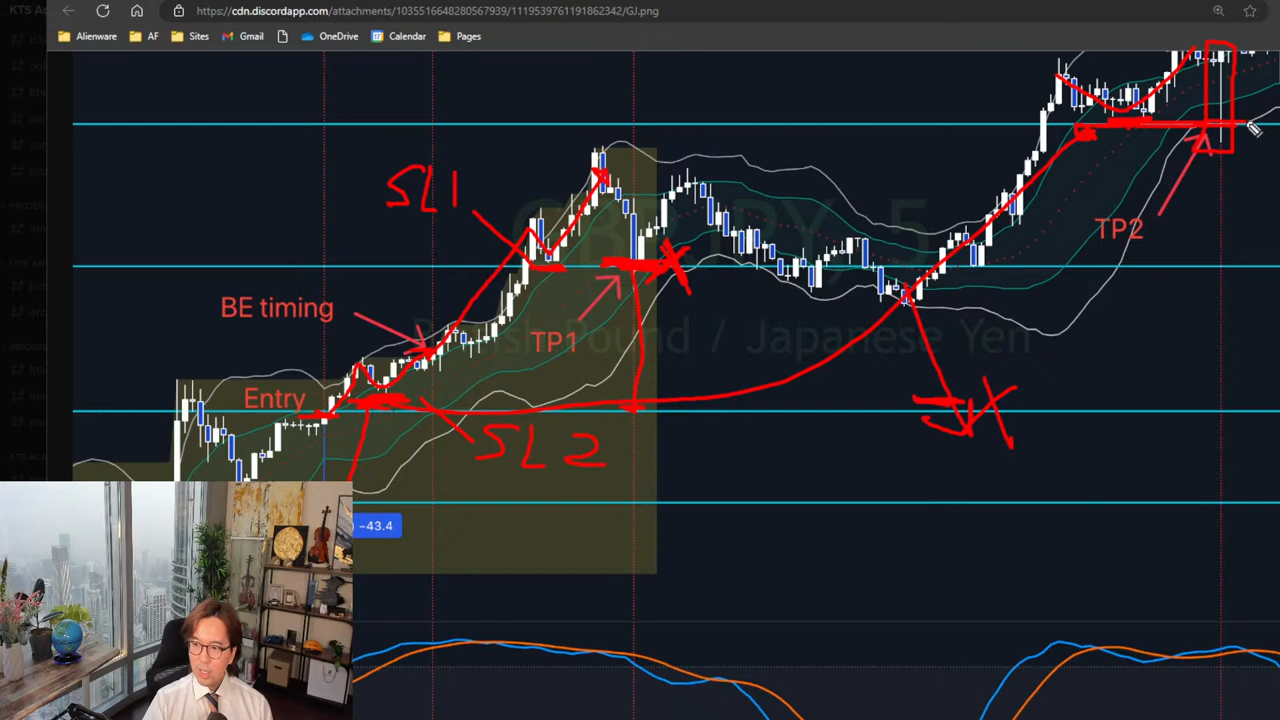 https://cdn.discordapp.com/attachments/1035516648280567939/1119539761191862342/GJ.png
Alienware AF Sites Gmail OneDrive Calendar Pages
SL1
TP2
BE timing
TP1
British Pound / Japanese Yen
Entry
SL2
-43.4